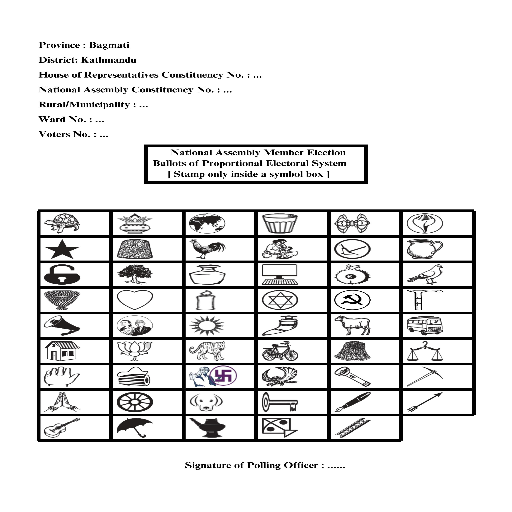 Province : Bagmati
District: Kathmandu
House of Representatives Constituency No. : ...
National Assembly Constituency No. : ...
Rural/Municipality : ...
Ward No. : ...
Voters No. : ...
National Assembly Member Election
Ballots of Proportional Electoral System
[ Stamp only inside a symbol box ]
Signature of Polling Officer : ......